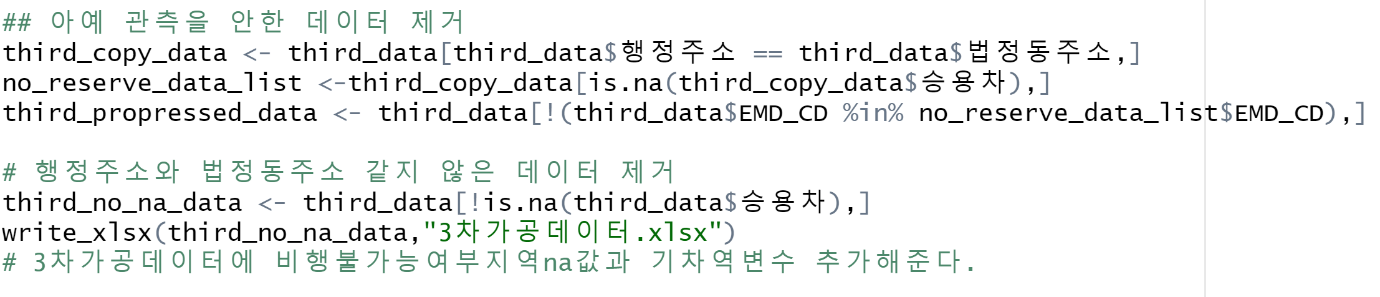 ## 아예 관측을 안한 데이터 제거
third_copy_data <- third_data[third_data$행정주소 == third_data$법정동주소,]
no_reserve_data_list <-third_copy_data[is.na(third_copy_data$승용차),]
third_propressed_data <- third_data[!(third_data$EMD_CD %in% no_reserve_data_list$EMD_CD),]
# 행정주소와 법정동주소 같지 않은 데이터 제거
third_no_na_data <- third_data[!is.na(third_data$승용차),]
write_xlsx(third_no_na_data,"3차가공데이터.xlsx")
# 3차가공데이터에 비행불가능여부지역na값과 기차역변수 추가해준다.